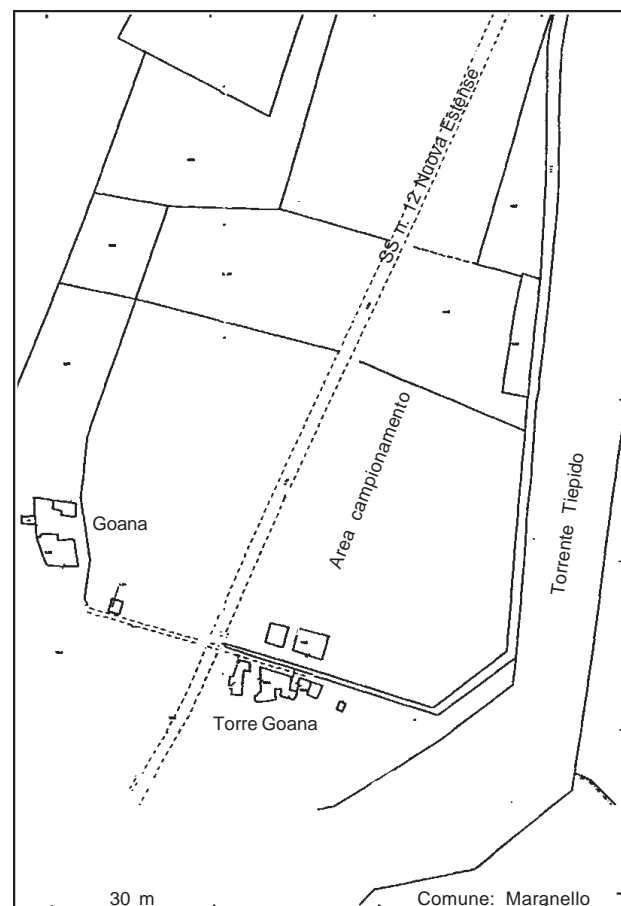 SS n. 12 Nuova Estense
Area campionamento
Torrente Tiepido
Goana
Torre Goana
30 m
Comune: Maranello